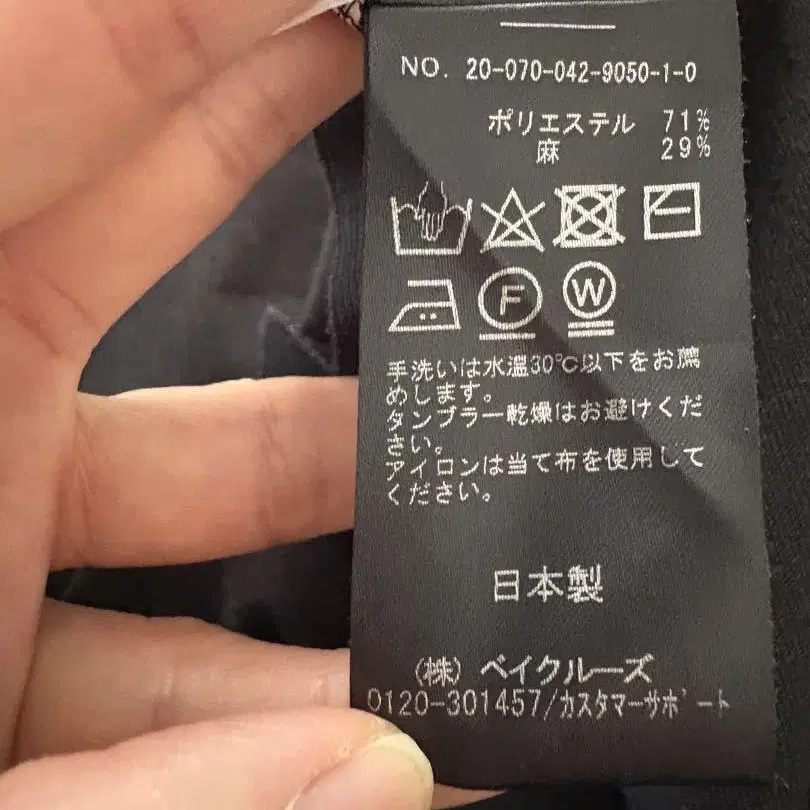 NO. 20-070-042-9050-1-0
ポリエステル 71%
麻 29%
F W
手洗いは水温30℃以下をお薦
めします。
タンブラー乾燥はお避けくだ
さい。
アイロンは当て布を使用して
ください。
日本製
(株) ベイクルーズ
0120-301457/カスタマーサポート